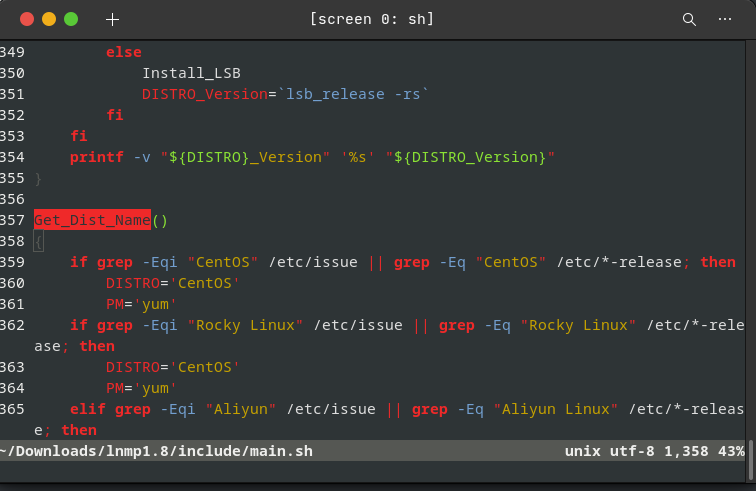 [screen 0: sh]
349         else
350             Install_LSB
351             DISTRO_Version=`lsb_release -rs`
352         fi
353     fi
354     printf -v "${DISTRO}_Version" '%s' "${DISTRO_Version}"
355 }
356
357 Get_Dist_Name()
358 {
359     if grep -Eqi "CentOS" /etc/issue || grep -Eq "CentOS" /etc/*-release; then
360         DISTRO='CentOS'
361         PM='yum'
362     if grep -Eqi "Rocky Linux" /etc/issue || grep -Eq "Rocky Linux" /etc/*-rele
ase; then
363         DISTRO='CentOS'
364         PM='yum'
365     elif grep -Eqi "Aliyun" /etc/issue || grep -Eq "Aliyun Linux" /etc/*-releas
e; then
~/Downloads/lnmp1.8/include/main.sh unix utf-8 1,358 43%